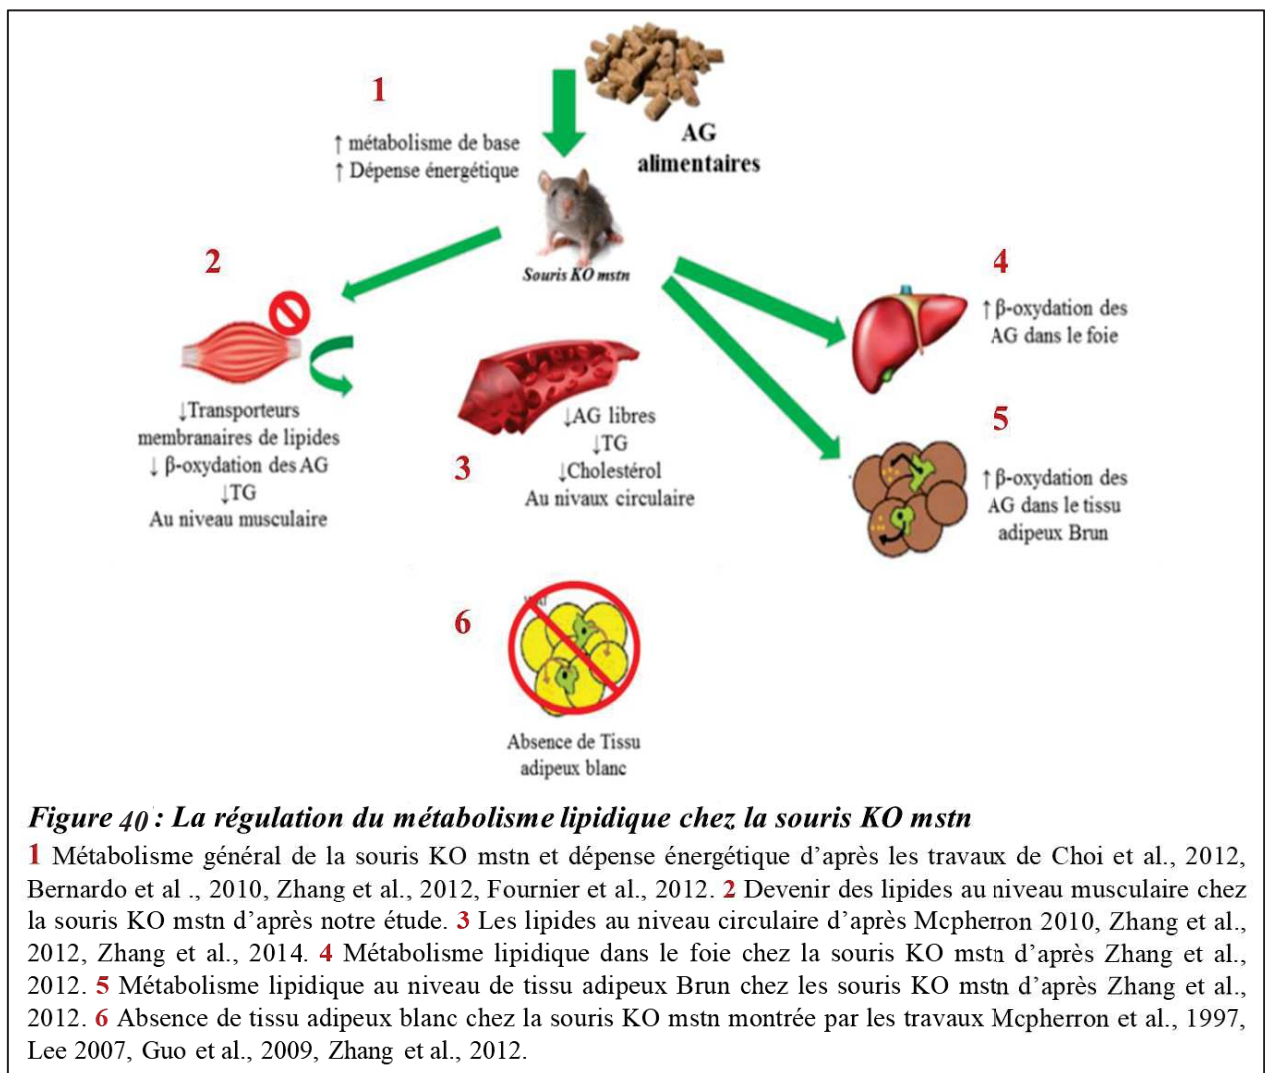 1
↑ métabolisme de base
↑ Dépense énergétique
AG
alimentaires
Souris KO mstn
2
↓Transporteurs
membranaires de lipides
↓ β-oxydation des AG
↓TG
Au niveau musculaire
3
↓AG libres
↓TG
↓Cholestérol
Au nivaux circulaire
4
↑ β-oxydation des
AG dans le foie
5
↑ β-oxydation des
AG dans le tissu
adipeux Brun
6
Absence de Tissu
adipeux blanc
Figure 40 : La régulation du métabolisme lipidique chez la souris KO mstn
1 Métabolisme général de la souris KO mstn et dépense énergétique d’après les travaux de Choi et al., 2012,
Bernardo et al ., 2010, Zhang et al., 2012, Fournier et al., 2012. 2 Devenir des lipides au niveau musculaire chez
la souris KO mstn d’après notre étude. 3 Les lipides au niveau circulaire d’après Mcpherron 2010, Zhang et al.,
2012, Zhang et al., 2014. 4 Métabolisme lipidique dans le foie chez la souris KO mstn d’après Zhang et al.,
2012. 5 Métabolisme lipidique au niveau de tissu adipeux Brun chez les souris KO mstn d’après Zhang et al.,
2012. 6 Absence de tissu adipeux blanc chez la souris KO mstn montrée par les travaux Mcpherron et al., 1997,
Lee 2007, Guo et al., 2009, Zhang et al., 2012.